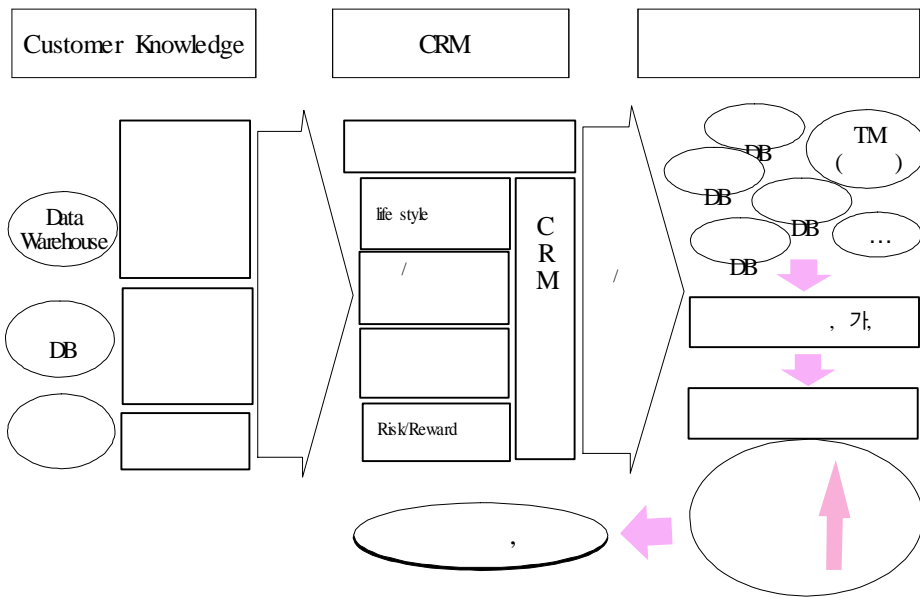 Customer Knowledge
CRM
Data
Warehouse
DB
life style
/
Risk/Reward
C
R
M
/
DB
TM
( )
DB
DB
DB
…
, 가,
,